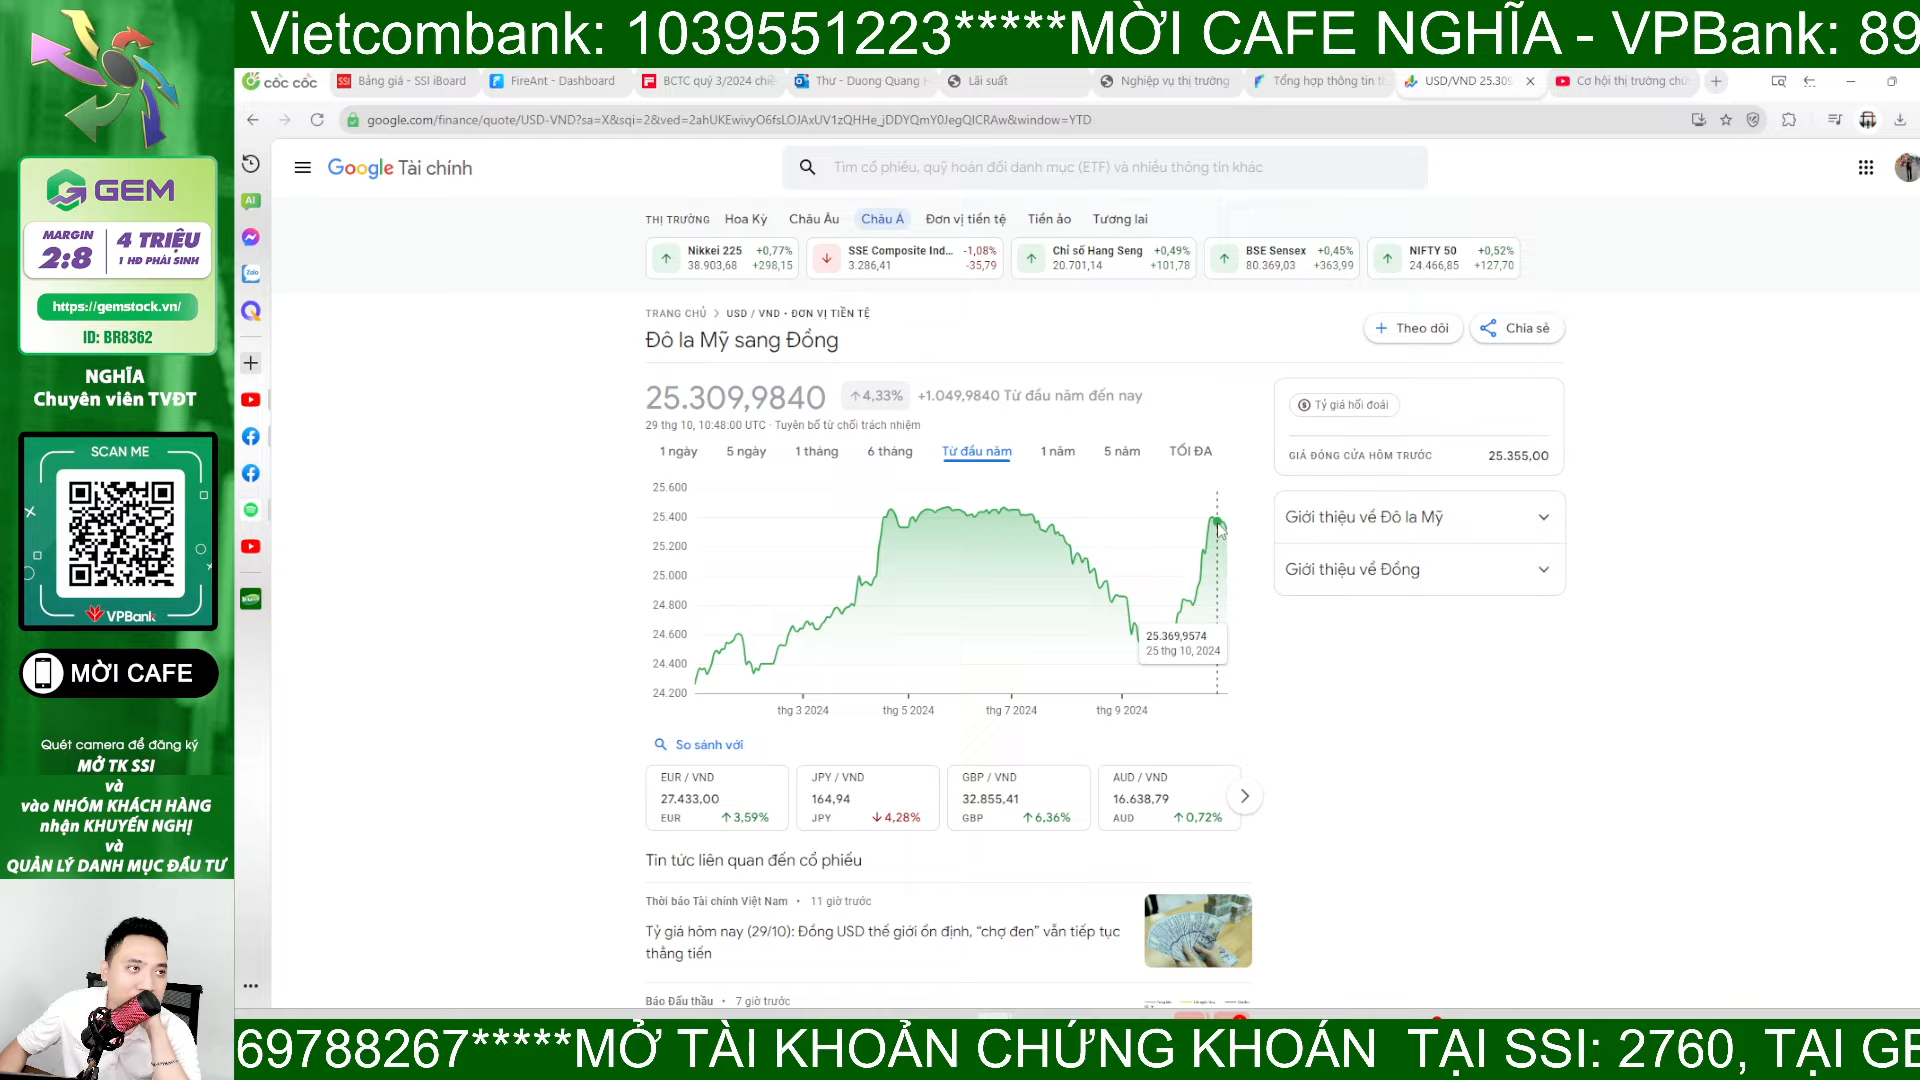 Vietcombank: 1039551223*****MỜI CAFE NGHĨA - VPBank: 89
GEM
MARGIN 2:8
4 TRIỆU
1 HĐ PHÁI SINH
https://gemstock.vn/
ID: BR8362
NGHĨA
Chuyên viên TVĐT
SCAN ME
VPBank
MỜI CAFE
Quét camera để đăng ký
MỞ TK SSI
và
vào NHÓM KHÁCH HÀNG
nhận KHUYẾN NGHỊ
và
QUẢN LÝ DANH MỤC ĐẦU TƯ
cốc cốc
SSI Bảng giá - SSI iBoard
FireAnt - Dashboard
BCTC quý 3/2024 chiề
Thư - Duong Quang H
Lãi suất
Nghiệp vụ thị trường
Tổng hợp thông tin th
USD/VND 25.309
Cơ hội thị trường chứ
google.com/finance/quote/USD-VND?sa=X&sqi=2&ved=2ahUKEwivyO6fsLOJAxUV1zQHHe_jDDYQmY0JegQICRAw&window=YTD
AI
Zalo
Google Tài chính
Tìm cổ phiếu, quỹ hoán đổi danh mục (ETF) và nhiều thông tin khác
THỊ TRƯỜNG Hoa Kỳ Châu Âu Châu Á Đơn vị tiền tệ Tiền ảo Tương lai
Nikkei 225 +0,77%
38.903,68 +298,15
SSE Composite Ind... -1,08%
3.286,41 -35,79
Chỉ số Hang Seng +0,49%
20.701,14 +101,78
BSE Sensex +0,45%
80.369,03 +363,99
NIFTY 50 +0,52%
24.466,85 +127,70
TRANG CHỦ > USD / VND • ĐƠN VỊ TIỀN TỆ
Đô la Mỹ sang Đồng
+ Theo dõi
Chia sẻ
25.309,9840 ↑4,33% +1.049,9840 Từ đầu năm đến nay
29 thg 10, 10:48:00 UTC · Tuyên bố từ chối trách nhiệm
1 ngày 5 ngày 1 tháng 6 tháng Từ đầu năm 1 năm 5 năm TỐI ĐA
25.600
25.400
25.200
25.000
24.800
24.600
24.400
24.200
25.369,9574
25 thg 10, 2024
thg 3 2024 thg 5 2024 thg 7 2024 thg 9 2024
Tỷ giá hối đoái
GIÁ ĐÓNG CỬA HÔM TRƯỚC 25.355,00
Giới thiệu về Đô la Mỹ
Giới thiệu về Đồng
So sánh với
EUR / VND
27.433,00
EUR ↑3,59%
JPY / VND
164,94
JPY ↓4,28%
GBP / VND
32.855,41
GBP ↑6,36%
AUD / VND
16.638,79
AUD ↑0,72%
Tin tức liên quan đến cổ phiếu
Thời báo Tài chính Việt Nam • 11 giờ trước
Tỷ giá hôm nay (29/10): Đồng USD thế giới ổn định, “chợ đen” vẫn tiếp tục
thẳng tiến
Báo Đấu thầu • 7 giờ trước
69788267*****MỞ TÀI KHOẢN CHỨNG KHOÁN TẠI SSI: 2760, TẠI GE